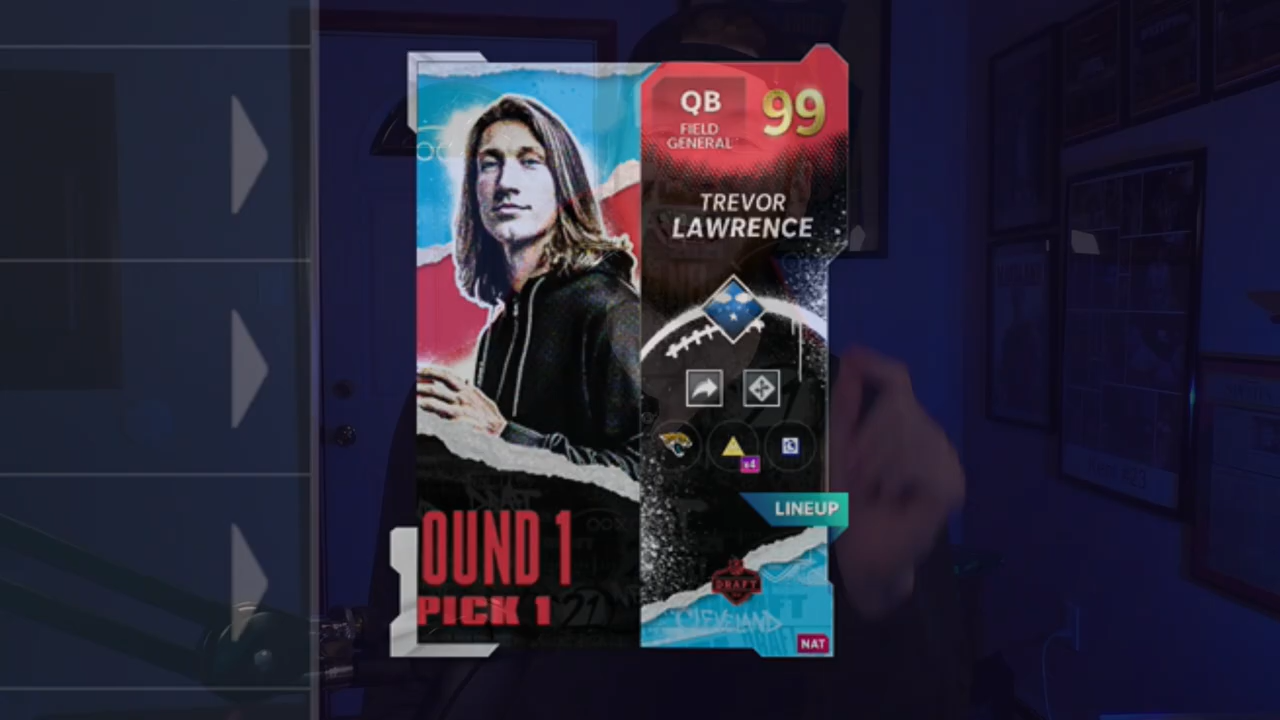 QB
99
FIELD
GENERAL
TREVOR
LAWRENCE
x4
LINEUP
OUND 1
PICK 1
DRAFT
CLEVELAND
NAT